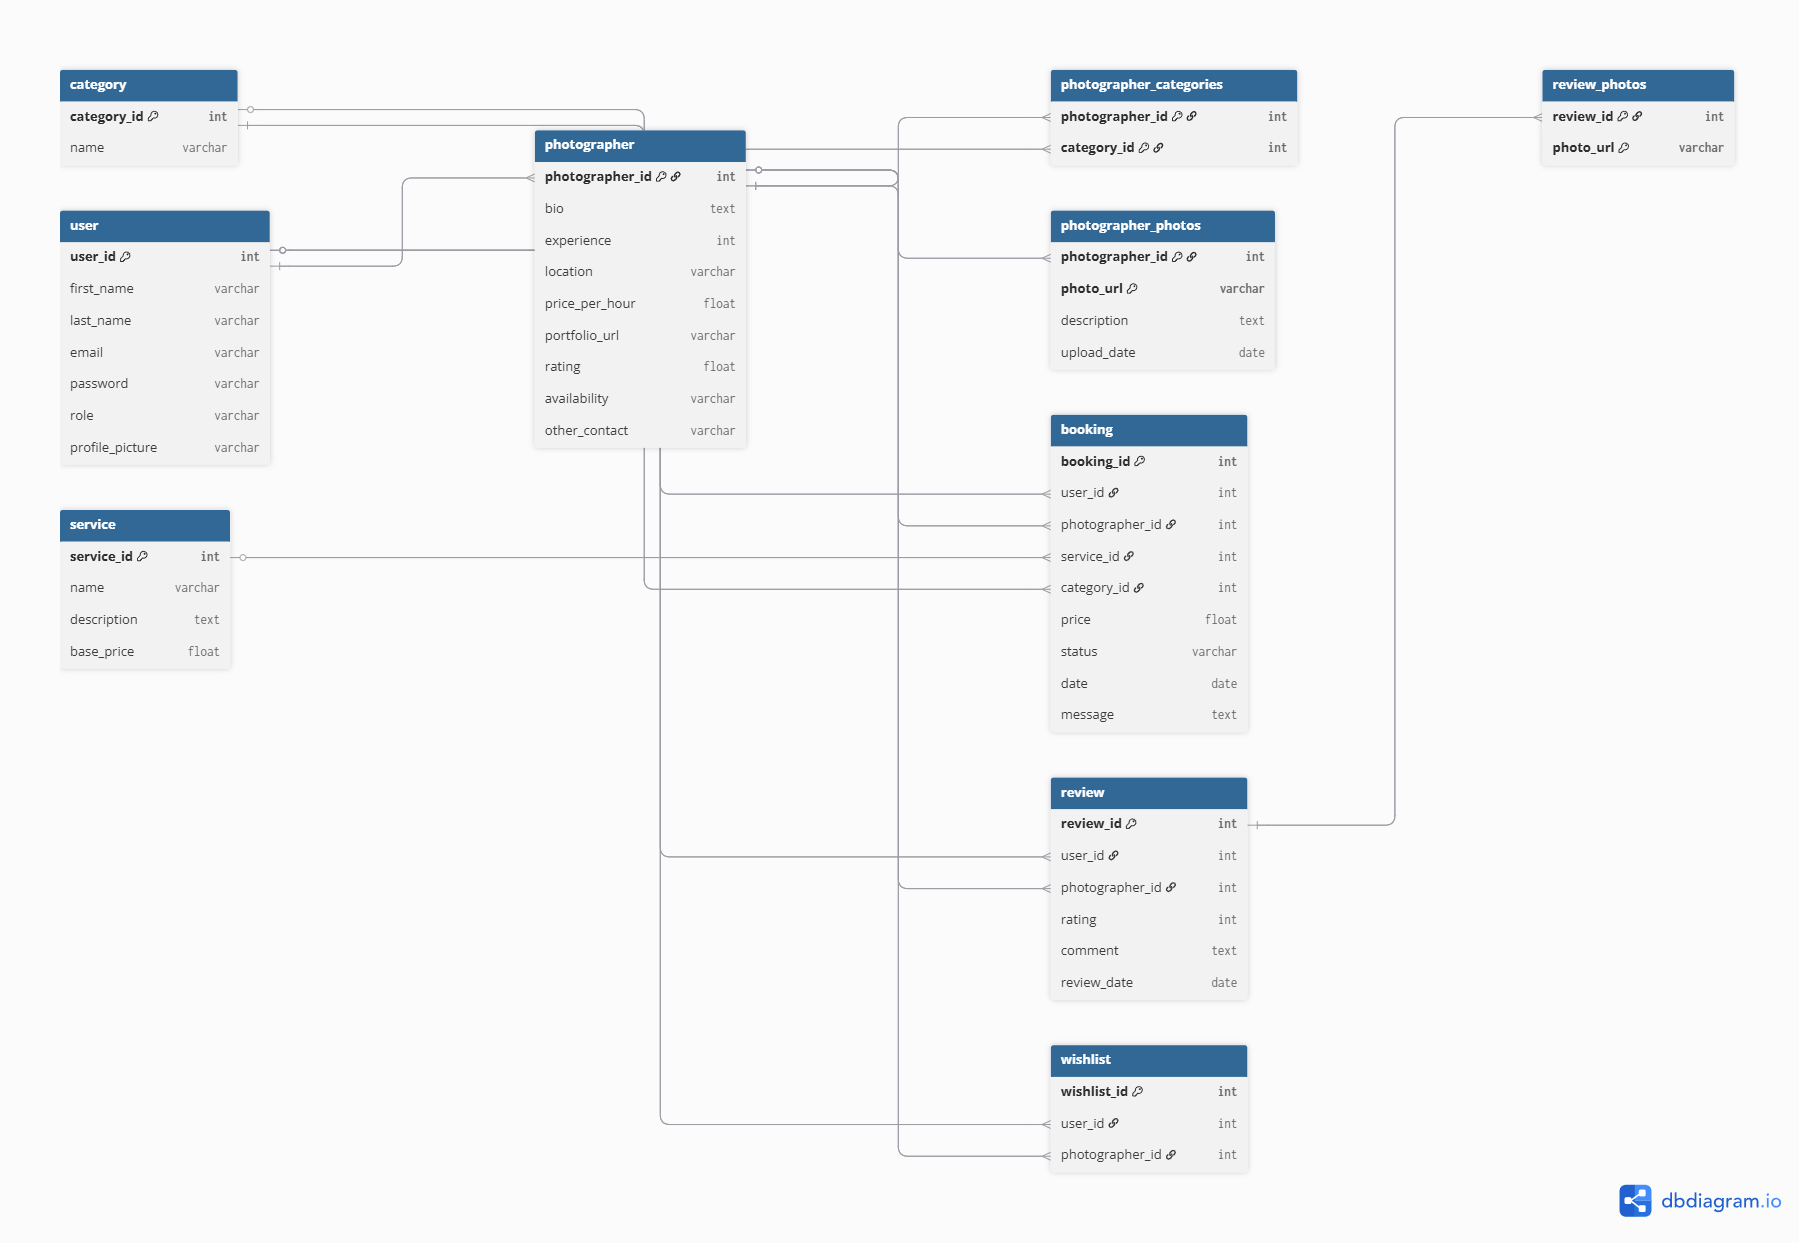 category
category_id int
name varchar
user
user_id int
first_name varchar
last_name varchar
email varchar
password varchar
role varchar
profile_picture varchar
service
service_id int
name varchar
description text
base_price float
photographer
photographer_id int
bio text
experience int
location varchar
price_per_hour float
portfolio_url varchar
rating float
availability varchar
other_contact varchar
photographer_categories
photographer_id int
category_id int
photographer_photos
photographer_id int
photo_url varchar
description text
upload_date date
booking
booking_id int
user_id int
photographer_id int
service_id int
category_id int
price float
status varchar
date date
message text
review
review_id int
user_id int
photographer_id int
rating int
comment text
review_date date
wishlist
wishlist_id int
user_id int
photographer_id int
review_photos
review_id int
photo_url varchar
dbdiagram.io